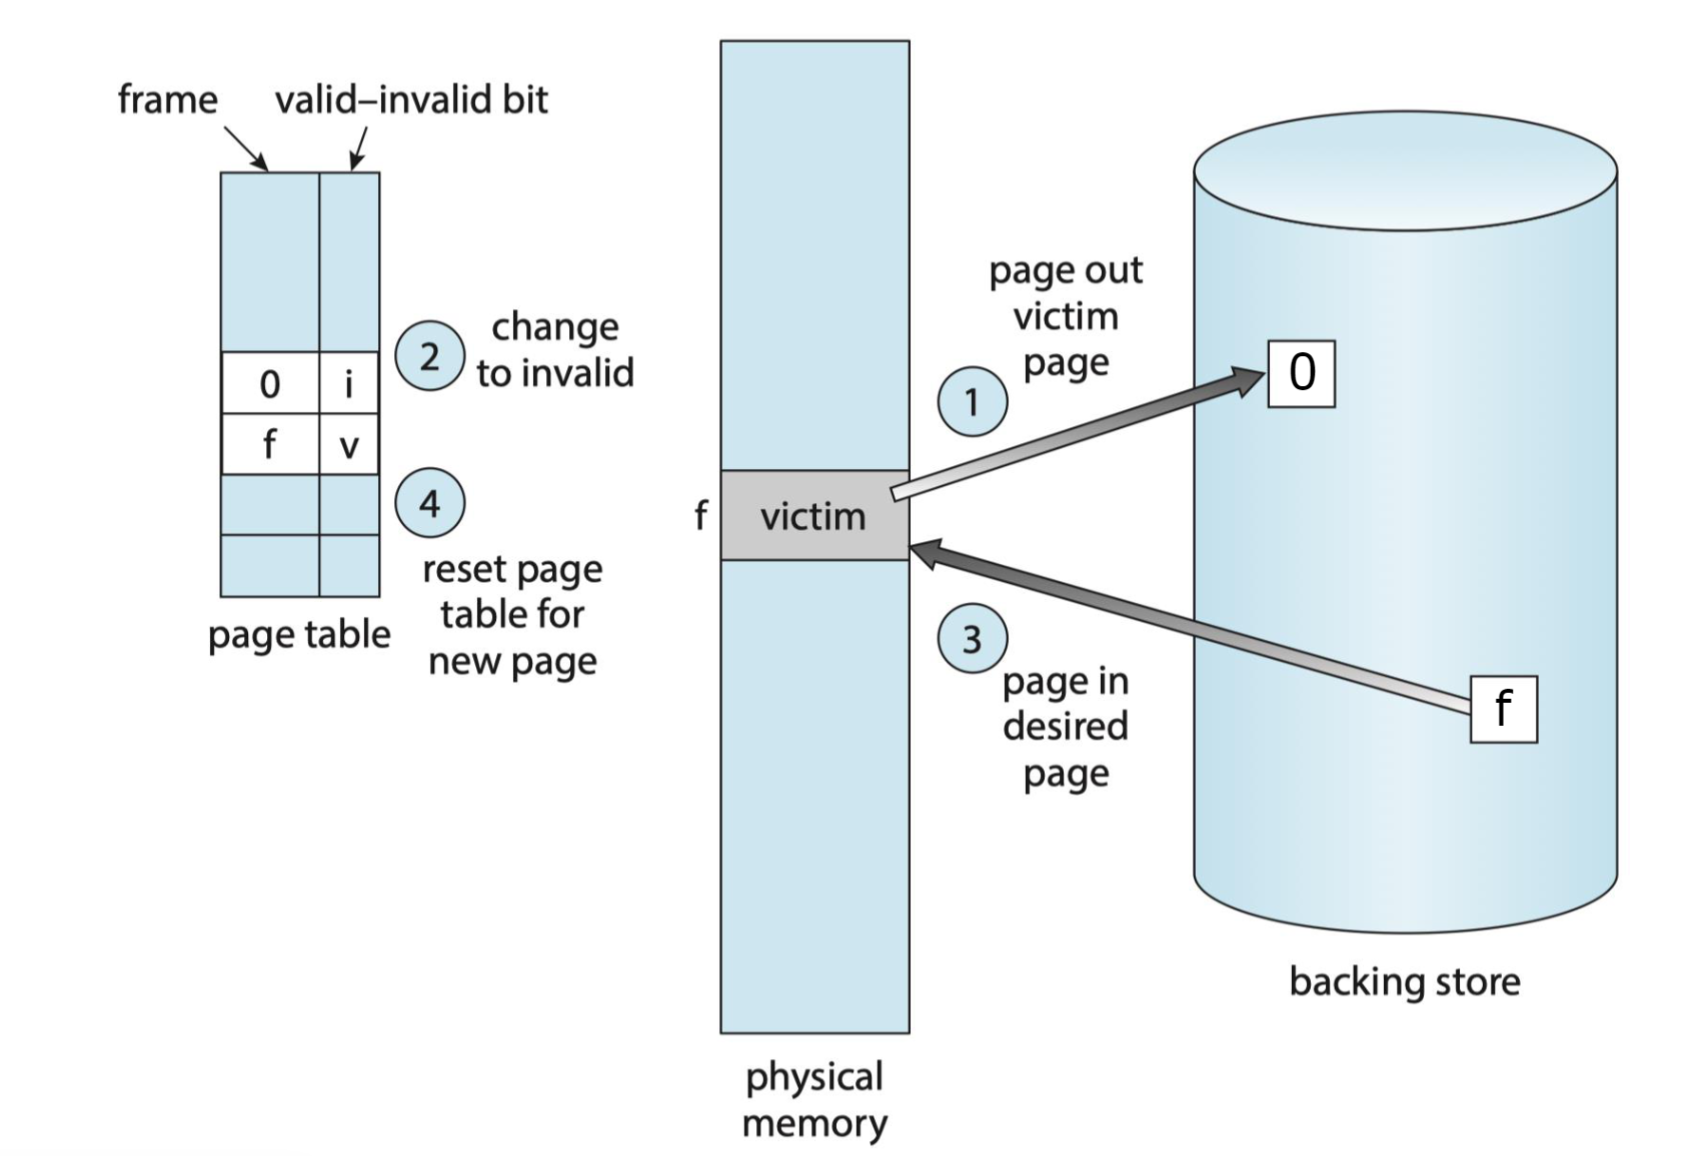 frame
valid–invalid bit
0 i
f v
page table
2
change
to invalid
4
reset page
table for
new page
f
victim
physical
memory
page out
victim
page
1
3
page in
desired
page
0
f
backing store